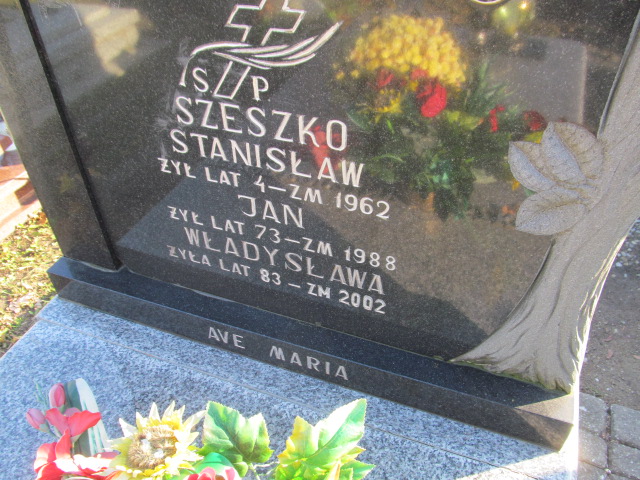 ŚP
SZESZKO
STANISŁAW
ŻYŁ LAT 4 – ZM 1962
JAN
ŻYŁ LAT 73 – ZM 1988
WŁADYSŁAWA
ŻYŁA LAT 83 – ZM 2002
AVE MARIA